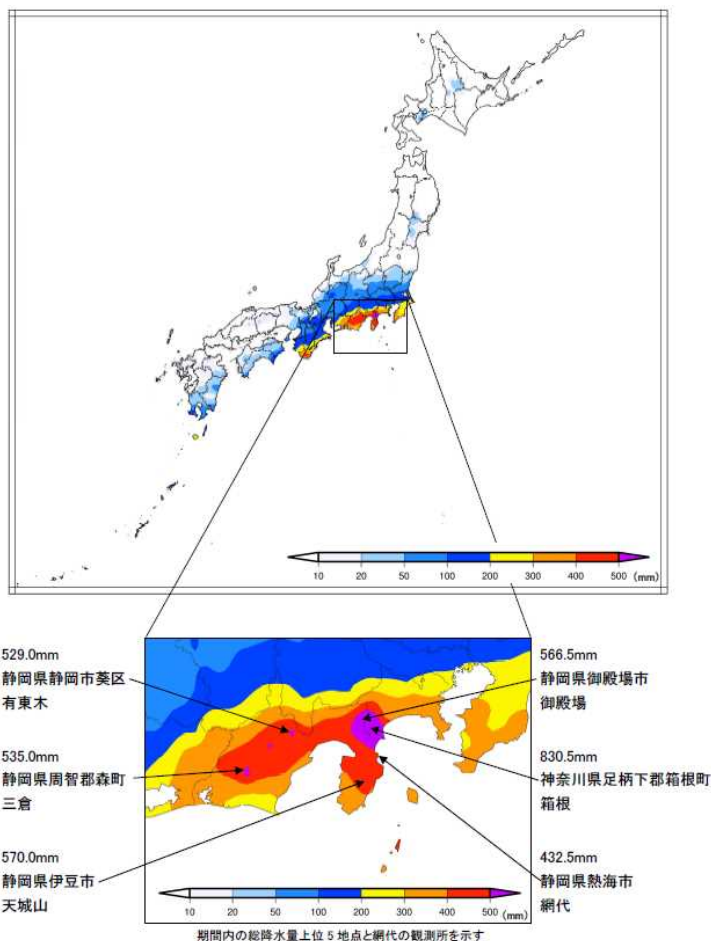 10 20 50 100 200 300 400 500 (mm)
529.0mm
静岡県静岡市葵区
有東木
535.0mm
静岡県周智郡森町
三倉
570.0mm
静岡県伊豆市
天城山
566.5mm
静岡県御殿場市
御殿場
830.5mm
神奈川県足柄下郡箱根町
箱根
432.5mm
静岡県熱海市
網代
10 20 50 100 200 300 400 500 (mm)
期間内の総降水量上位5地点と網代の観測所を示す